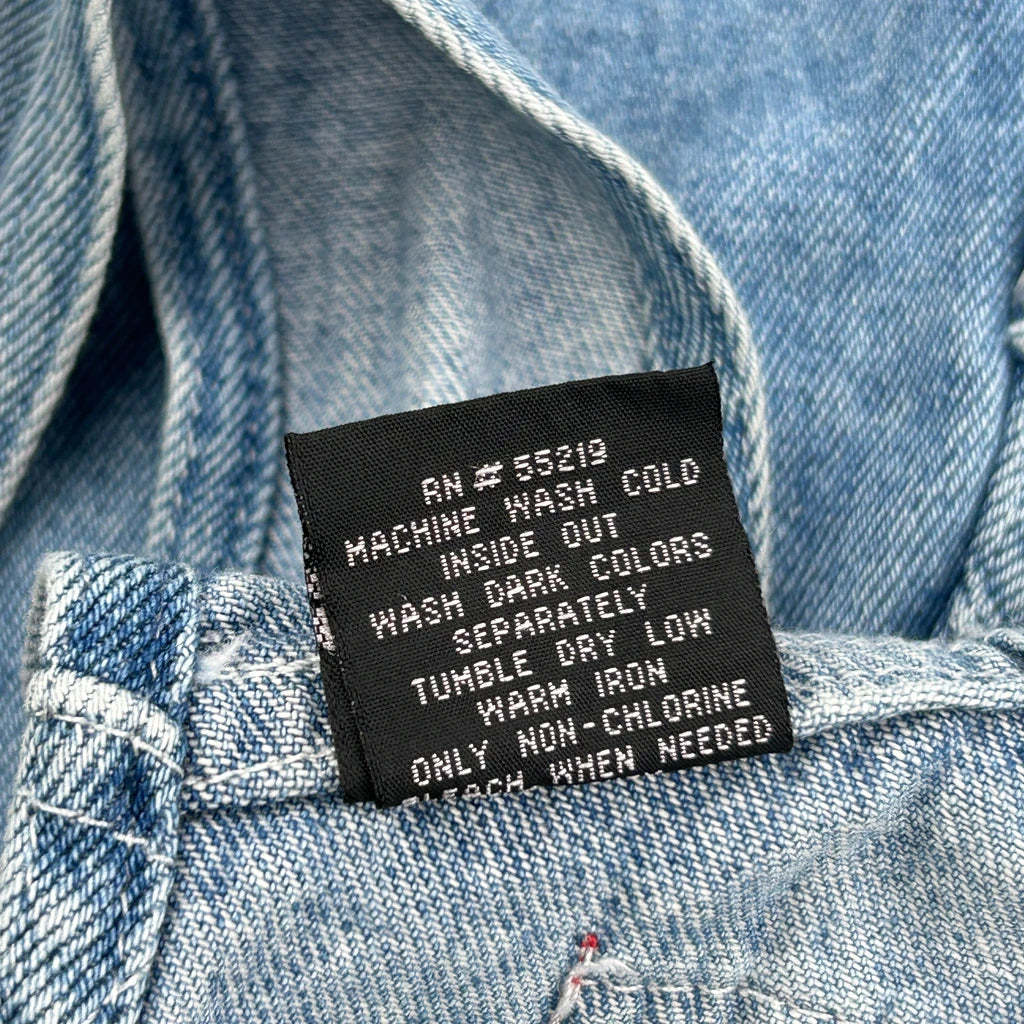 RN # 55219
MACHINE WASH COLD
INSIDE OUT
WASH DARK COLORS
SEPARATELY
TUMBLE DRY LOW
WARM IRON
ONLY NON-CHLORINE
BLEACH WHEN NEEDED